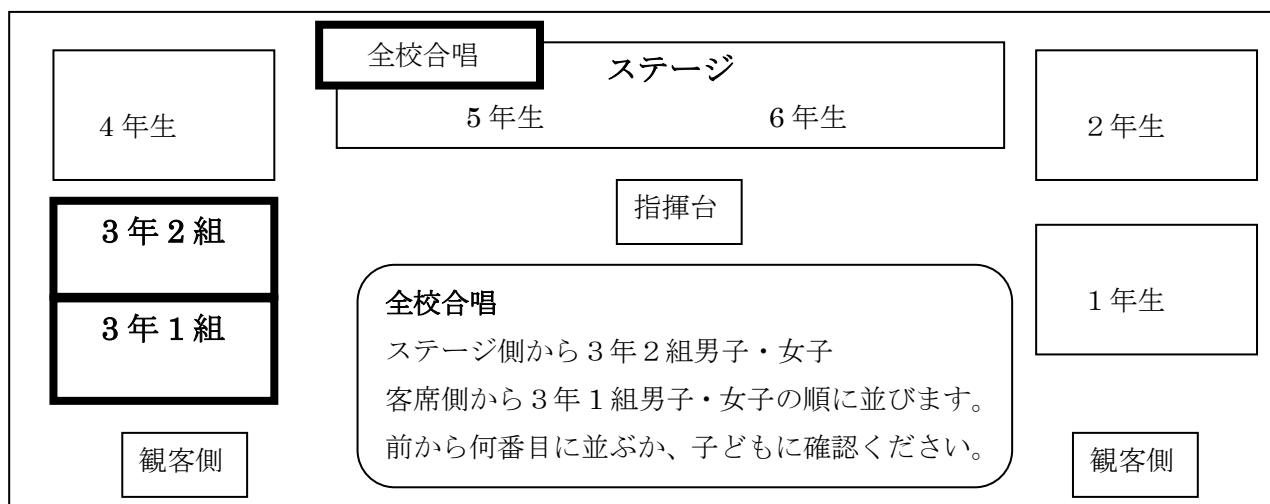 全校合唱
ステージ
4年生
5年生 6年生
2年生
指揮台
3年2組
3年1組
1年生
全校合唱
ステージ側から3年2組男子・女子
客席側から3年1組男子・女子の順に並びます。
前から何番目に並ぶか、子どもに確認ください。
観客側
観客側